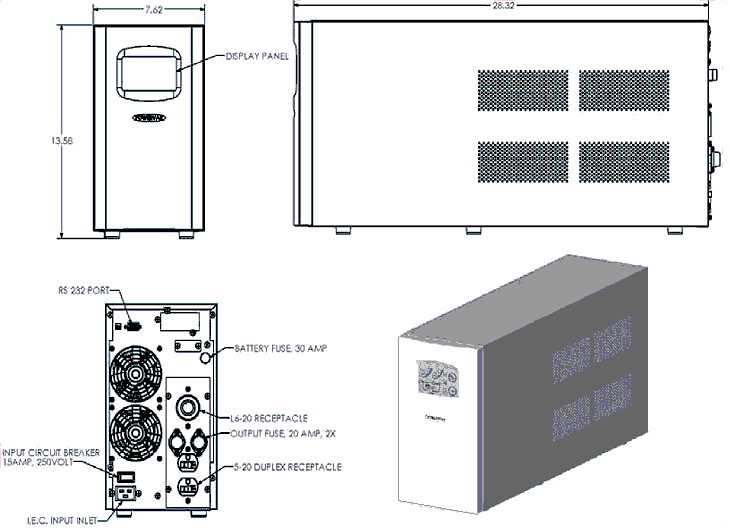 7.62
28.32
DISPLAY PANEL
13.58
RS 232 PORT
BATTERY FUSE, 30 AMP
L6-20 RECEPTACLE
OUTPUT FUSE, 20 AMP, 2X
INPUT CIRCUIT BREAKER
15AMP, 250VOLT
5-20 DUPLEX RECEPTACLE
I.E.C. INPUT INLET